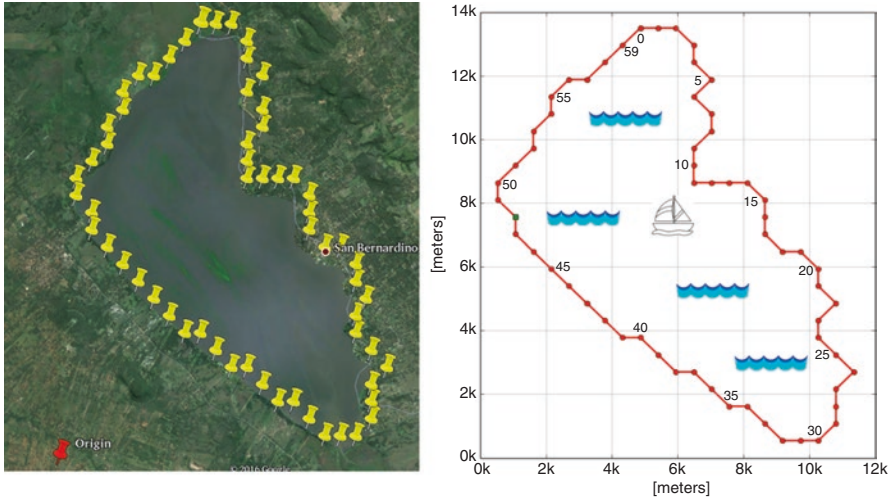 San Bernardino
Origin
© 2016 Google
14k
12k
10k
8k
6k
4k
2k
0k
[meters]
0
59
5
55
10
50
15
45
20
40
25
35
30
0k 2k 4k 6k 8k 10k 12k
[meters]